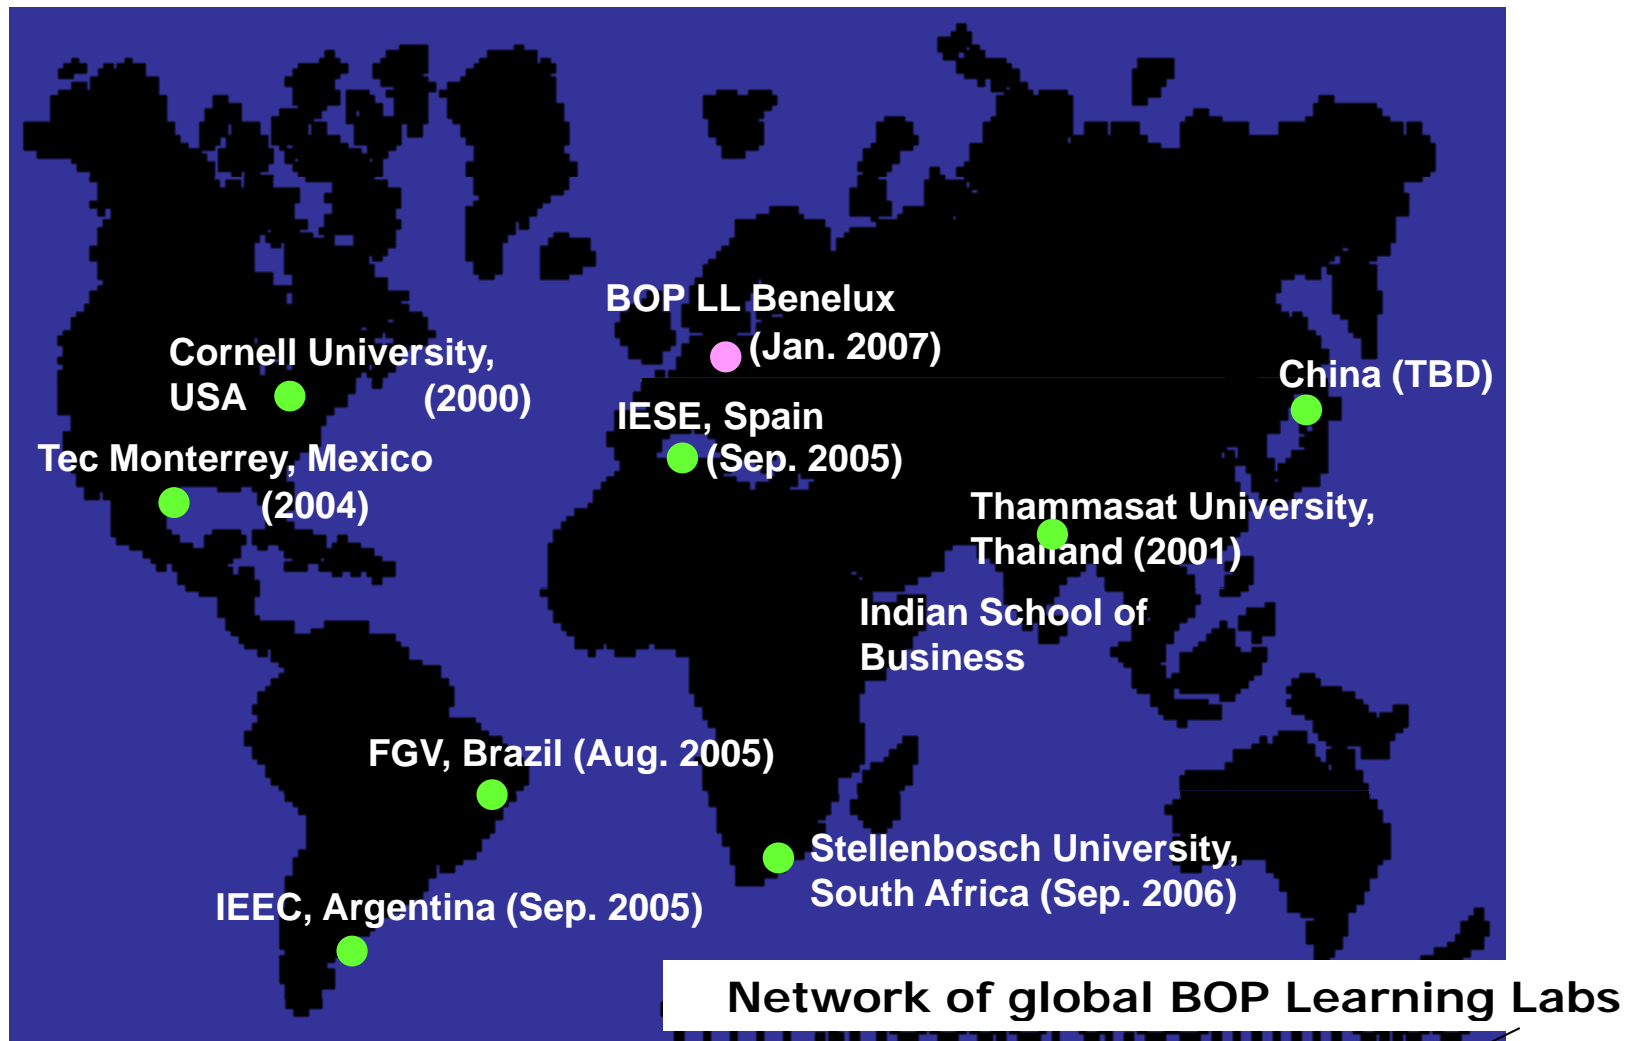 BOP LL Benelux
(Jan. 2007)
Cornell University,
USA (2000)
China (TBD)
IESE, Spain
(Sep. 2005)
Tec Monterrey, Mexico
(2004)
Thammasat University,
Thailand (2001)
Indian School of
Business
FGV, Brazil (Aug. 2005)
Stellenbosch University,
South Africa (Sep. 2006)
IEEC, Argentina (Sep. 2005)
Network of global BOP Learning Labs